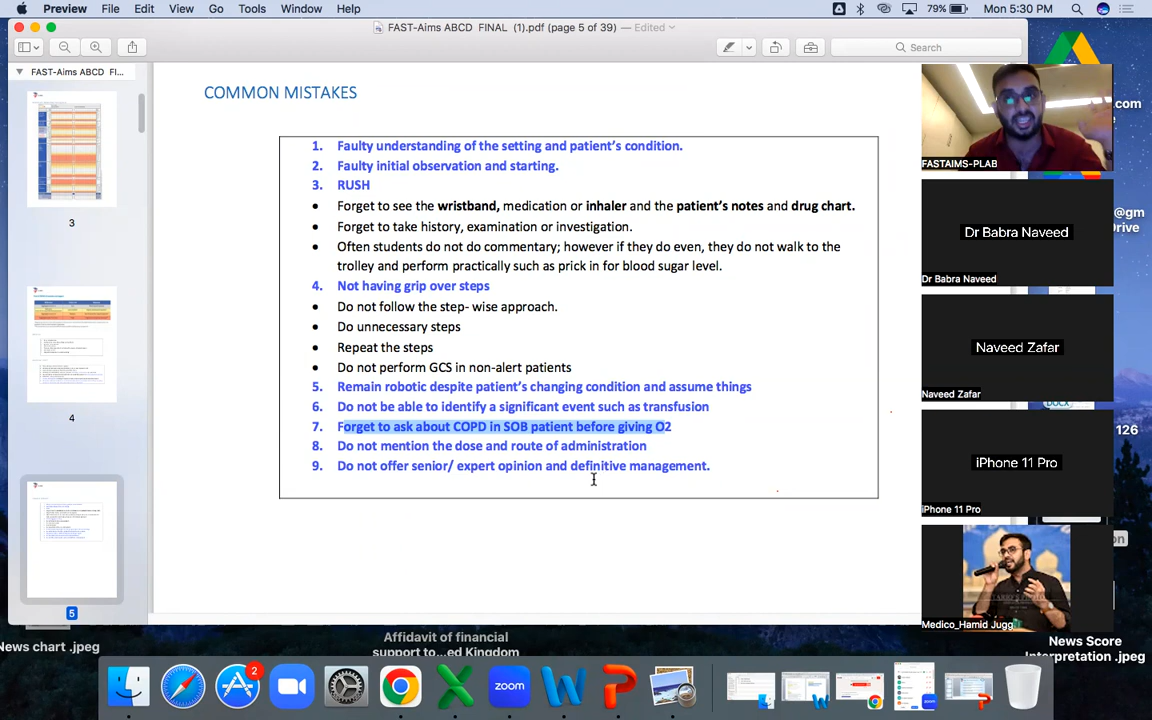 Preview File Edit View Go Tools Window Help 79% Mon 5:30 PM
FAST-Aims ABCD FINAL (1).pdf (page 5 of 39) — Edited
Search
FAST-Aims ABCD Fl...
3
4
5
COMMON MISTAKES
1. Faulty understanding of the setting and patient's condition.
2. Faulty initial observation and starting.
3. RUSH
• Forget to see the wristband, medication or inhaler and the patient's notes and drug chart.
• Forget to take history, examination or investigation.
• Often students do not do commentary; however if they do even, they do not walk to the
trolley and perform practically such as prick in for blood sugar level.
4. Not having grip over steps
• Do not follow the step- wise approach.
• Do unnecessary steps
• Repeat the steps
• Do not perform GCS in non-alert patients
5. Remain robotic despite patient's changing condition and assume things
6. Do not be able to identify a significant event such as transfusion
7. Forget to ask about COPD in SOB patient before giving O2
8. Do not mention the dose and route of administration
9. Do not offer senior/ expert opinion and definitive management.
FASTAIMS-PLAB
.com
Dr Babra Naveed
Dr Babra Naveed
@gm
Drive
Naveed Zafar
Naveed Zafar
DOCX
iPhone 11 Pro
iPhone 11 Pro
126
on
Medico_Hamid Juggi
News chart .jpeg
Affidavit of financial
support to...ed Kingdom
News Score
Interpretation .jpeg
2
zoom